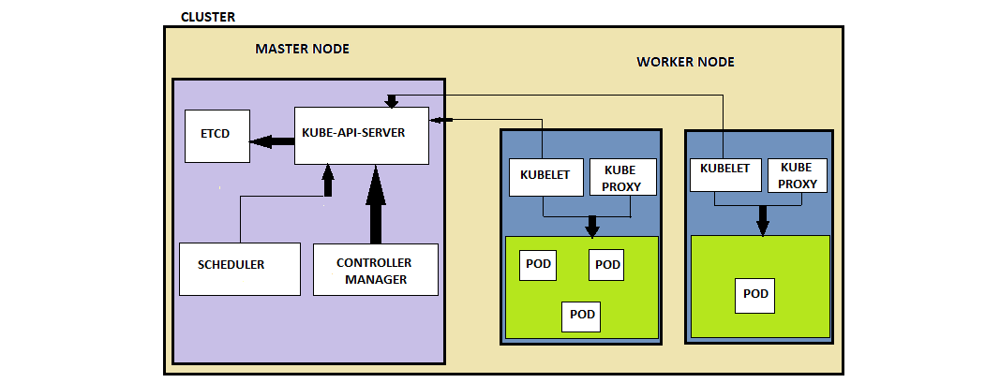 CLUSTER
MASTER NODE
WORKER NODE
ETCD
KUBE-API-SERVER
SCHEDULER
CONTROLLER
MANAGER
KUBELET
KUBE
PROXY
POD
POD
POD
KUBELET
KUBE
PROXY
POD